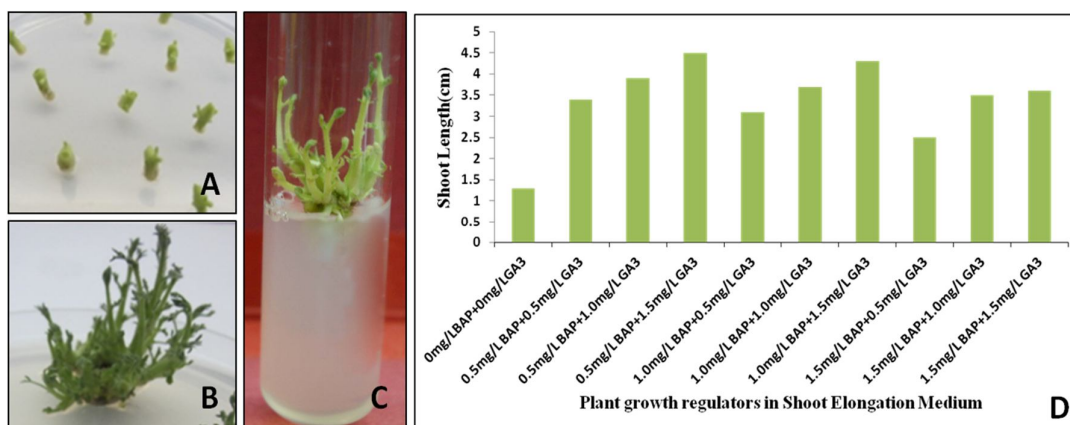 A
B
C
5
4.5
4
3.5
3
2.5
2
1.5
1
0.5
0
Shoot Length(cm)
0mg/LBAP+0mg/LGA3
0.5mg/LBAP+0.5mg/LGA3
0.5mg/LBAP+1.0mg/LGA3
0.5mg/LBAP+1.5mg/LGA3
1.0mg/LBAP+0.5mg/LGA3
1.0mg/LBAP+1.0mg/LGA3
1.0mg/LBAP+1.5mg/LGA3
1.5mg/LBAP+0.5mg/LGA3
1.5mg/LBAP+1.0mg/LGA3
1.5mg/LBAP+1.5mg/LGA3
Plant growth regulators in Shoot Elongation Medium
D